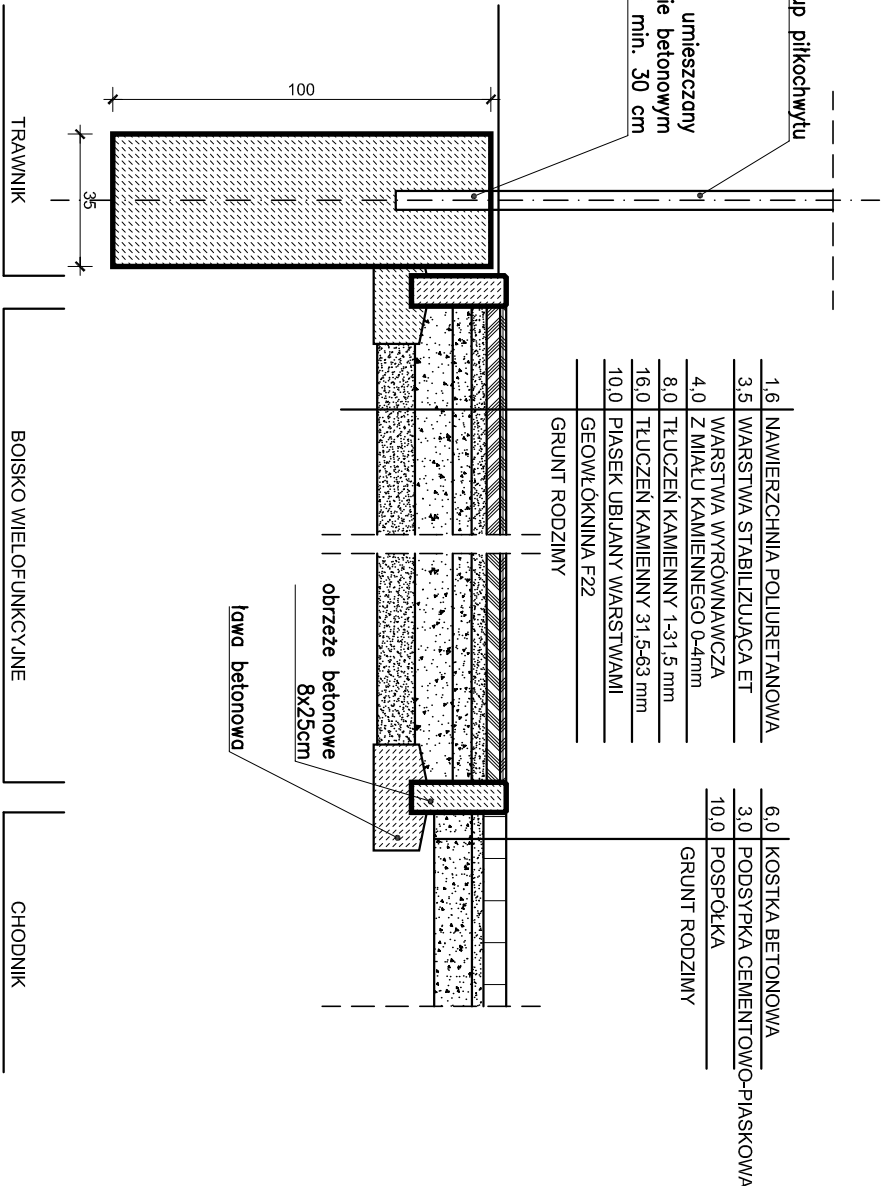 up piłkochwytu
umieszczany
ie betonowym
min. 30 cm
1,6 NAWIERZCHNIA POLIURETANOWA
3,5 WARSTWA STABILIZUJĄCA ET
WARSTWA WYRÓWNAWCZA
4,0 Z MIAŁU KAMIENNEGO 0-4mm
8,0 TŁUCZEŃ KAMIENNY 1-31,5 mm
16,0 TŁUCZEŃ KAMIENNY 31,5-63 mm
10,0 PIASEK UBIJANY WARSTWAMI
GEOWŁÓKNINA F22
GRUNT RODZIMY
6,0 KOSTKA BETONOWA
3,0 PODSYPKA CEMENTOWO-PIASKOWA
10,0 POSPÓŁKA
GRUNT RODZIMY
100
35
obrzeże betonowe
8x25cm
ława betonowa
TRAWNIK
BOISKO WIELOFUNKCYJNE
CHODNIK